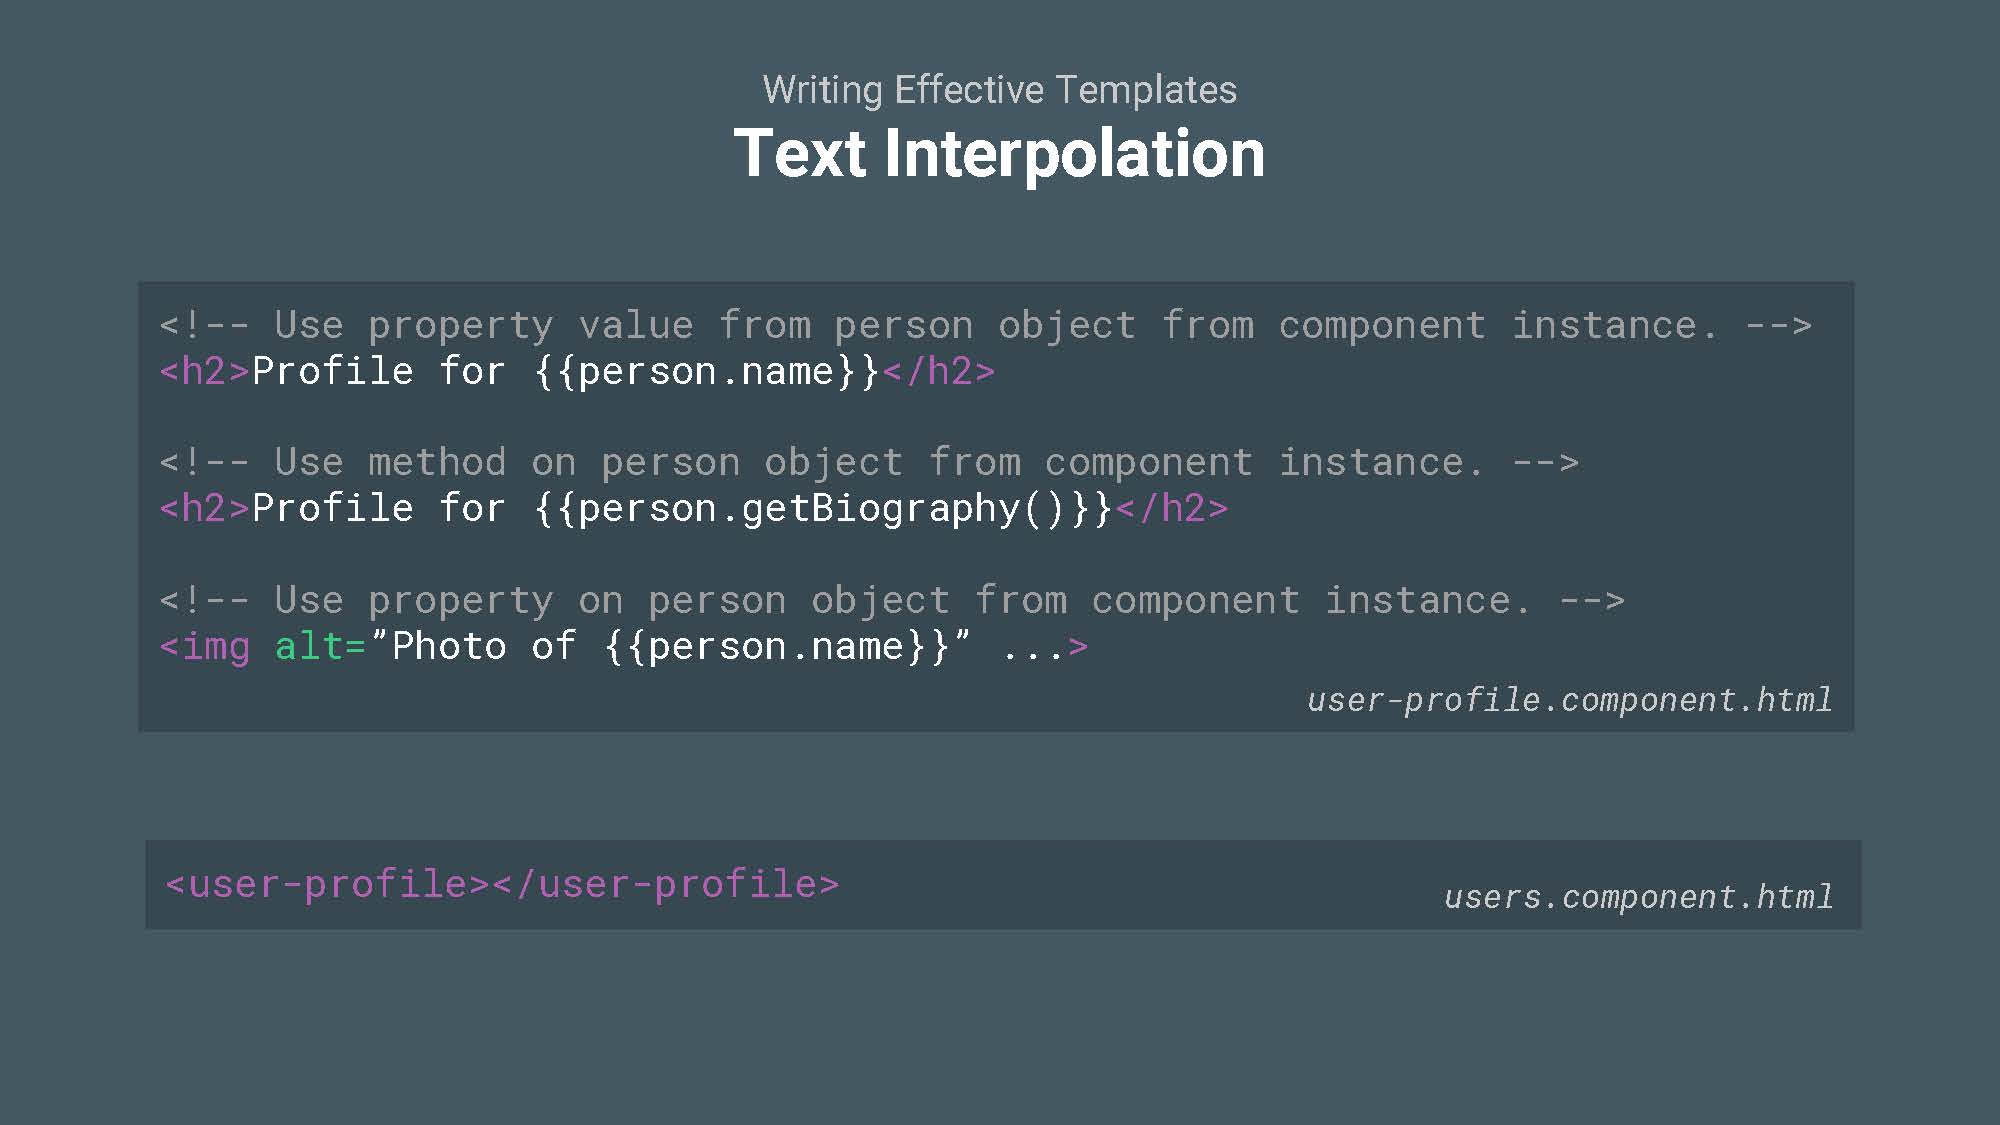 Writing Effective Templates
Text Interpolation
<!-- Use property value from person object from component instance. -->
<h2>Profile for {{person.name}}</h2>
<!-- Use method on person object from component instance. -->
<h2>Profile for {{person.getBiography()}}</h2>
<!-- Use property on person object from component instance. -->
<img alt=”Photo of {{person.name}}” ...>
user-profile.component.html
<user-profile></user-profile>
users.component.html